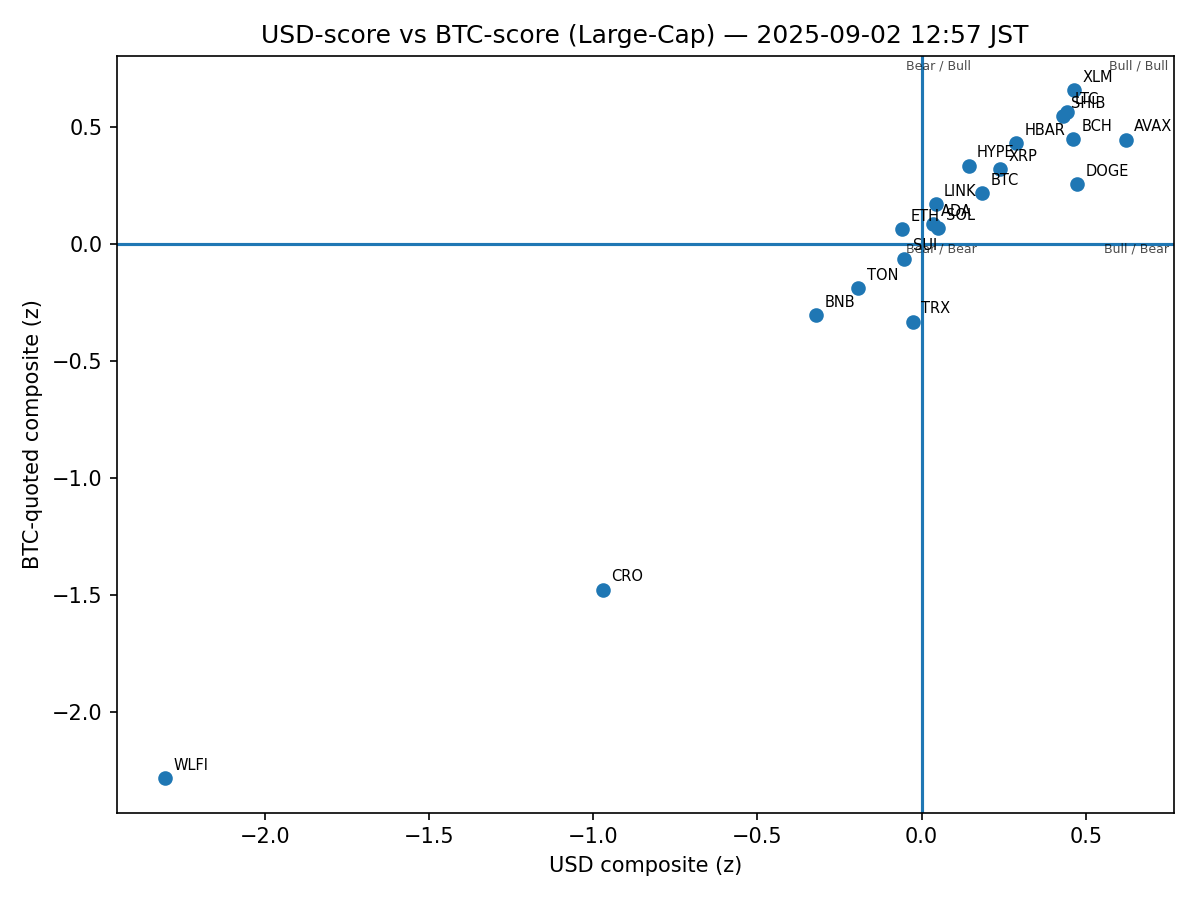 USD-score vs BTC-score (Large-Cap) — 2025-09-02 12:57 JST
Bear / Bull
Bull / Bull
XLM
LTC
SHIB
BCH
AVAX
HBAR
HYPE
XRP
DOGE
BTC
LINK
ADA
SOL
ETH
SUI
Bear / Bear
Bull / Bear
TON
BNB
TRX
CRO
WLFI
0.5
0.0
−0.5
−1.0
−1.5
−2.0
BTC-quoted composite (z)
−2.0
−1.5
−1.0
−0.5
0.0
0.5
USD composite (z)